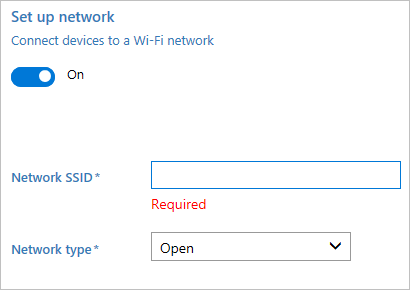 Set up network
Connect devices to a Wi-Fi network
On
Network SSID*
Required
Network type* Open